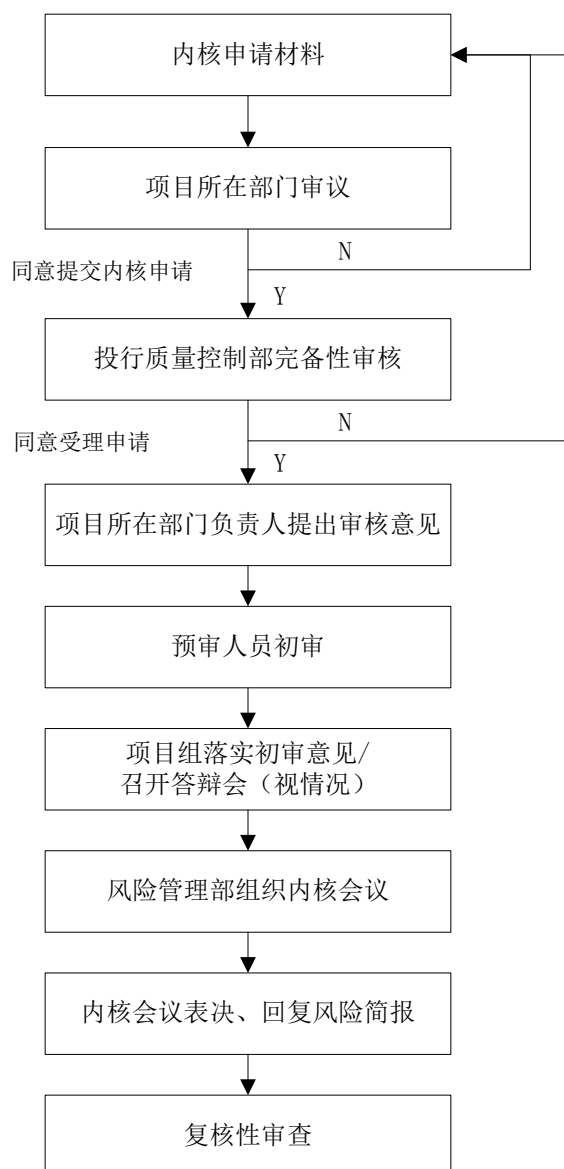 内核申请材料
项目所在部门审议
N
同意提交内核申请
Y
投行质量控制部完备性审核
N
同意受理申请
Y
项目所在部门负责人提出审核意见
预审人员初审
项目组落实初审意见/
召开答辩会（视情况）
风险管理部组织内核会议
内核会议表决、回复风险简报
复核性审查